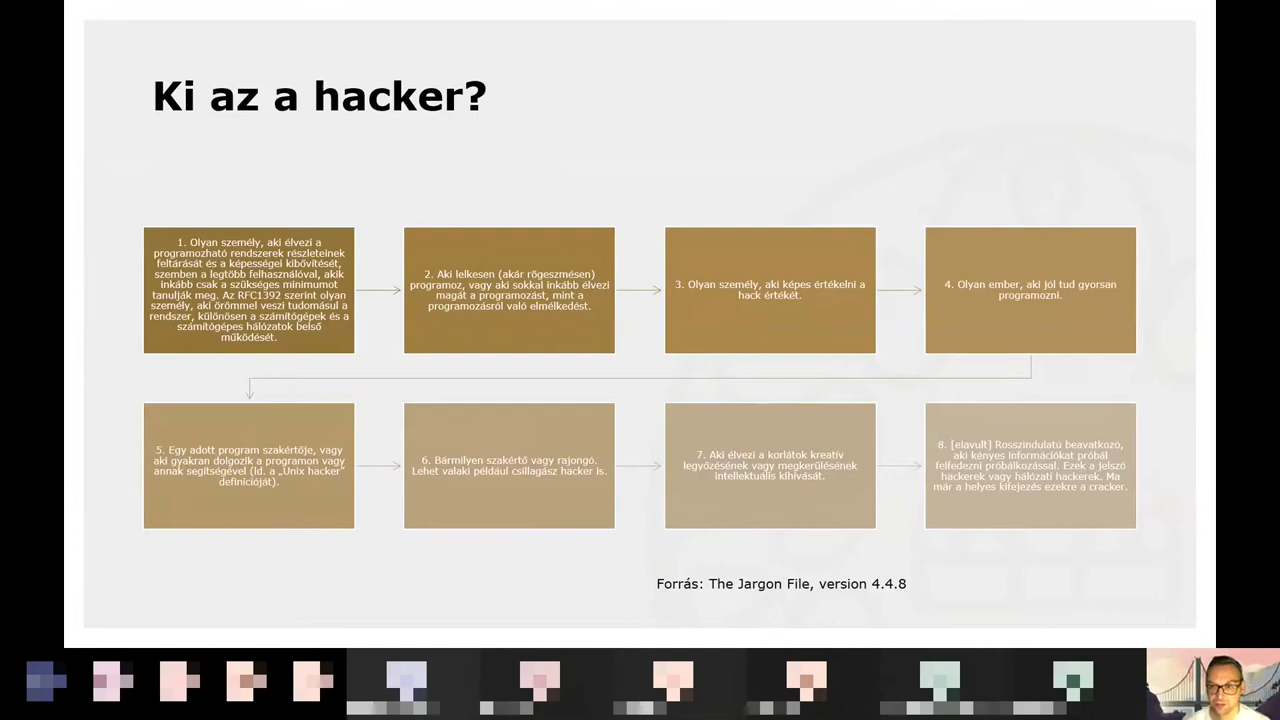 Ki az a hacker?
1. Olyan személy, aki élvezi a
programozható rendszerek részleteinek
feltárását és a képességei kibővítését,
szemben a legtöbb felhasználóval, akik
inkább csak a szükséges minimumot
tanulják meg. Az RFC1392 szerint olyan
személy, aki örömmel veszi tudomásul a
rendszer, különösen a számítógépek és a
számítógépes hálózatok belső
működését.
2. Aki lelkesen (akár rögeszmésen)
programoz, vagy aki sokkal inkább élvezi
magát a programozást, mint a
programozásról való elmélkedést.
3. Olyan személy, aki képes értékelni a
hack értékét.
4. Olyan ember, aki jól tud gyorsan
programozni.
5. Egy adott program szakértője, vagy
aki gyakran dolgozik a programon vagy
annak segítségével (ld. a „Unix hacker”
definícióját).
6. Bármilyen szakértő vagy rajongó.
Lehet valaki például csillagász hacker is.
7. Aki élvezi a korlátok kreatív
legyőzésének vagy megkerülésének
intellektuális kihívását.
8. [elavult] Rosszindulatú beavatkozó,
aki kényes információkat próbál
felfedezni próbálkozással. Ezek a jelszó
hackerek vagy hálózati hackerek. Ma
már a helyes kifejezés ezekre a cracker.
Forrás: The Jargon File, version 4.4.8